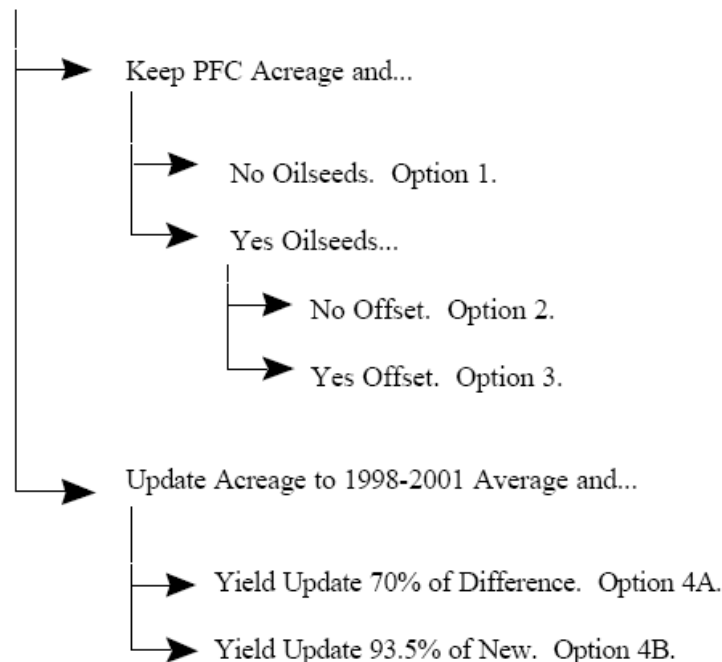 Keep PFC Acreage and...
No Oilseeds.  Option 1.
Yes Oilseeds...
No Offset.  Option 2.
Yes Offset.  Option 3.
Update Acreage to 1998-2001 Average and...
Yield Update 70% of Difference.  Option 4A.
Yield Update 93.5% of New.  Option 4B.